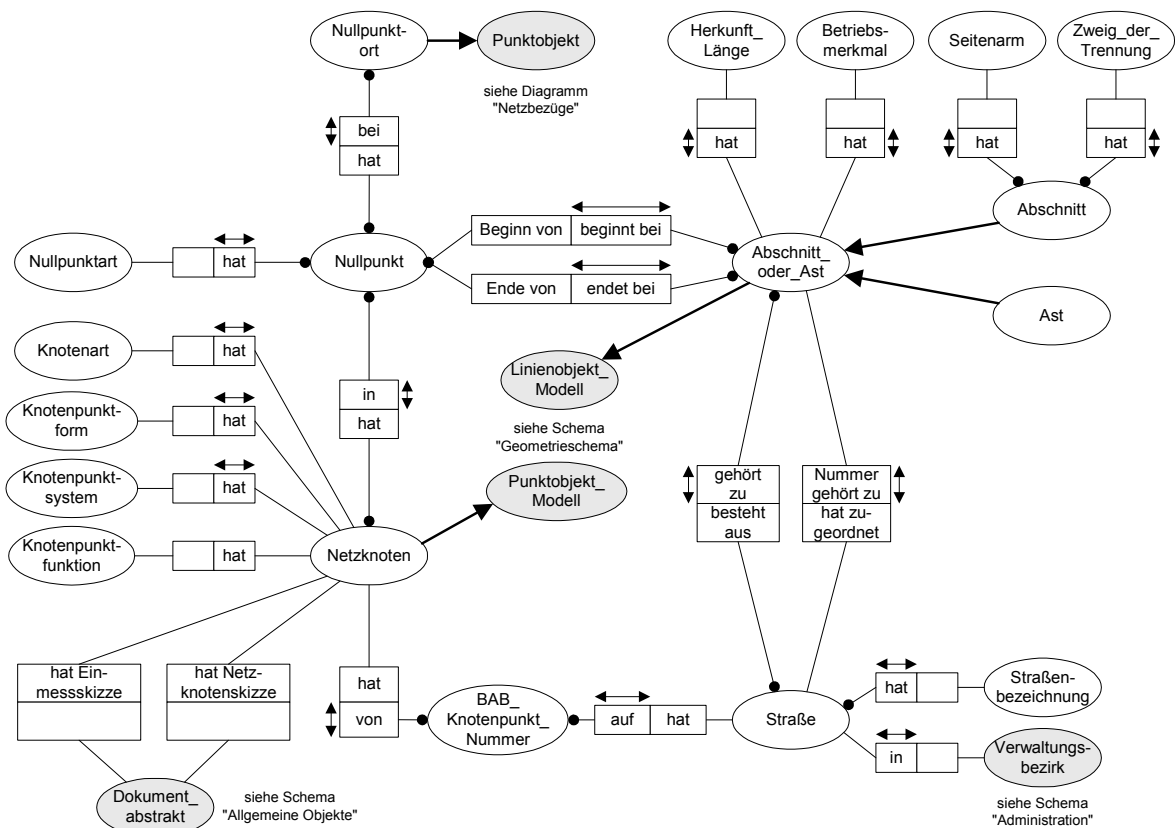 Nullpunkt-
ort
Punktobjekt
siehe Diagramm
"Netzbezüge"
Herkunft_
Länge
Betriebs-
merkmal
Seitenarm
Zweig_der_
Trennung
bei
hat
hat
hat
hat
hat
Abschnitt
Nullpunktart
hat
Nullpunkt
Beginn von
beginnt bei
Ende von
endet bei
Abschnitt_
oder_Ast
Ast
Knotenart
hat
in
hat
Linienobjekt_
Modell
siehe Schema
"Geometrieschema"
Knotenpunkt-
form
hat
Knotenpunkt-
system
hat
Punktobjekt_
Modell
gehört
zu
besteht
aus
Nummer
gehört zu
hat zu-
geordnet
Knotenpunkt-
funktion
hat
Netzknoten
hat Ein-
messskizze
hat Netz-
knotenskizze
hat
von
BAB_
Knotenpunkt_
Nummer
auf
hat
Straße
hat
Straßen-
bezeichnung
in
Verwaltungs-
bezirk
siehe Schema
"Administration"
Dokument_
abstrakt
siehe Schema
"Allgemeine Objekte"